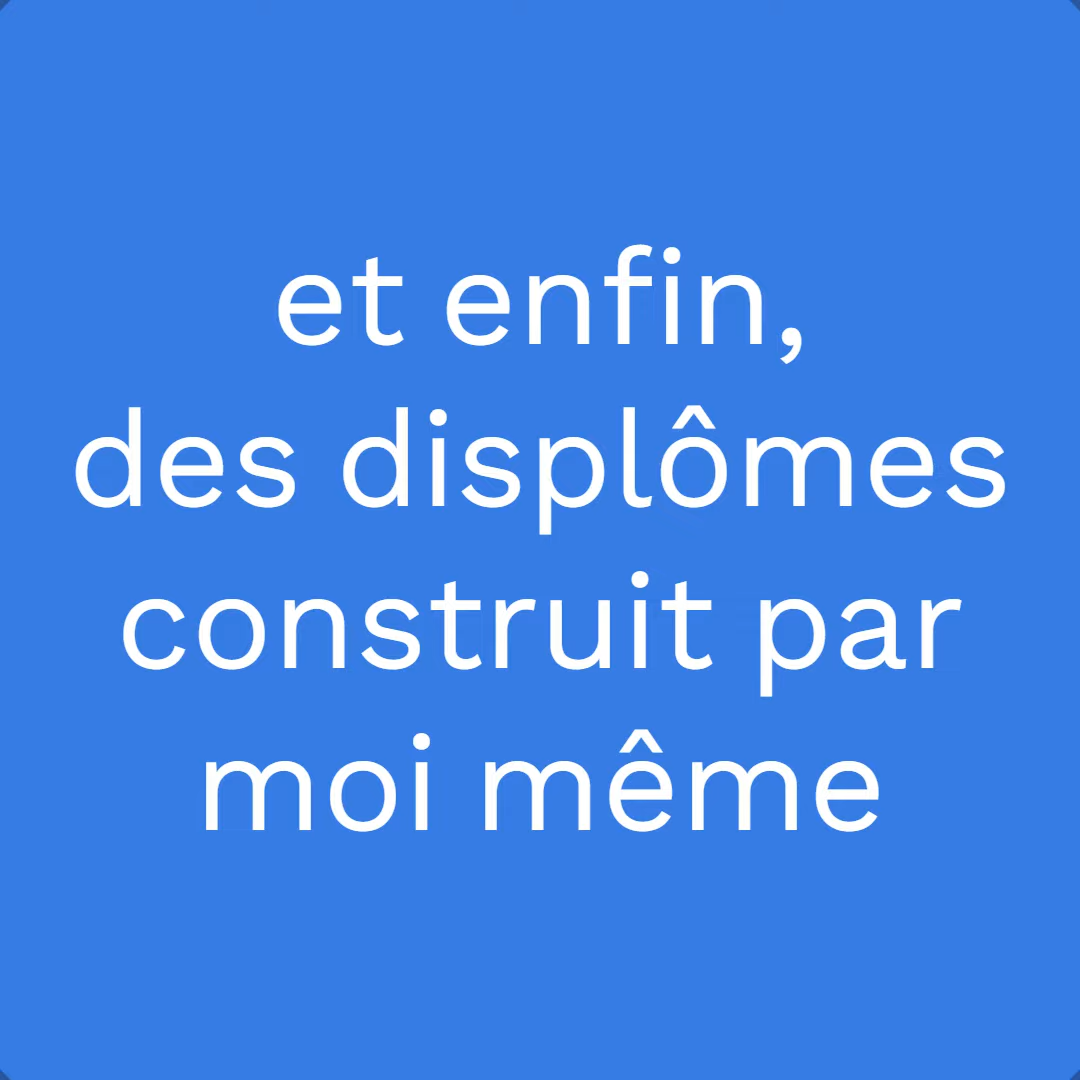 et enfin,
des displômes
construit par
moi même